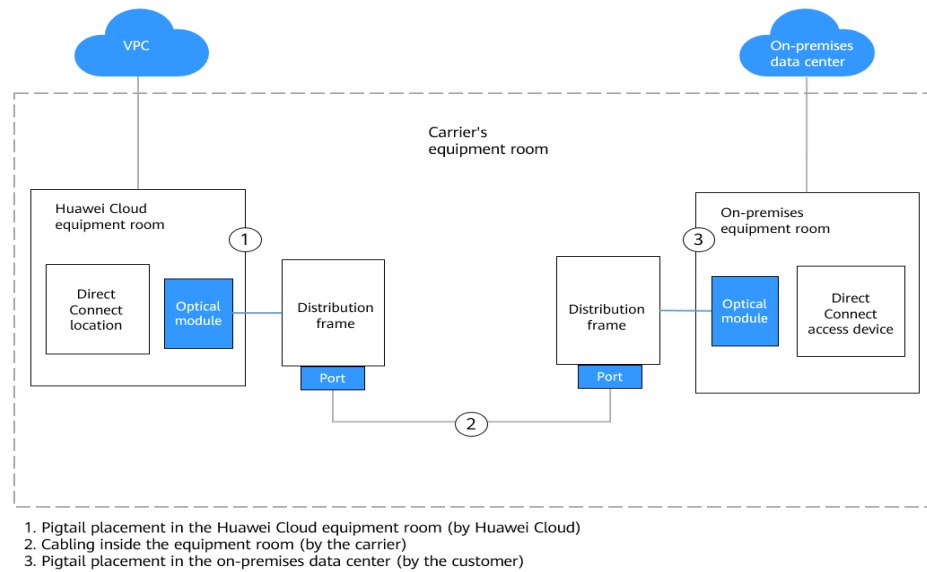 VPC
On-premises
data center
Carrier's
equipment room
Huawei Cloud
equipment room
On-premises
equipment room
1
3
Direct
Connect
location
Optical
module
Distribution
frame
Distribution
frame
Optical
module
Direct
Connect
access device
Port
Port
2
1. Pigtail placement in the Huawei Cloud equipment room (by Huawei Cloud)
2. Cabling inside the equipment room (by the carrier)
3. Pigtail placement in the on-premises data center (by the customer)